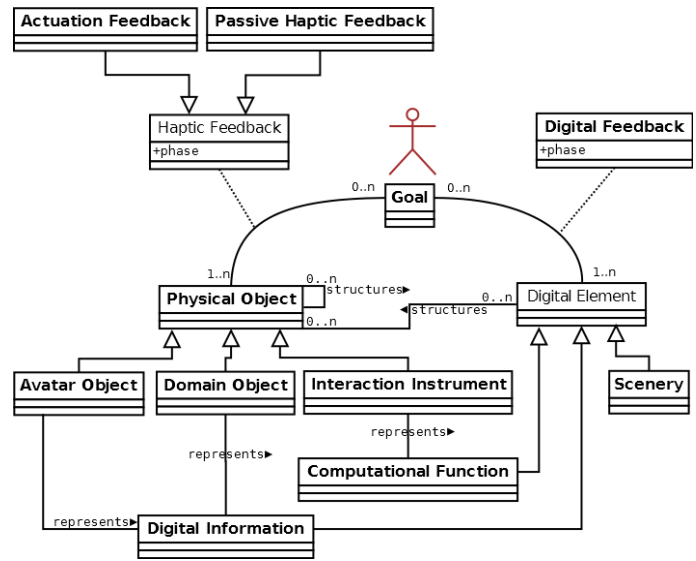 Actuation Feedback
Passive Haptic Feedback
Haptic Feedback
+phase
Digital Feedback
+phase
0..n
0..n
Goal
1..n
0..n
1..n
Physical Object
structures►
0..n
Digital Element
0..n
◄structures
Avatar Object
Domain Object
Interaction Instrument
Scenery
represents►
represents►
Computational Function
represents►
Digital Information